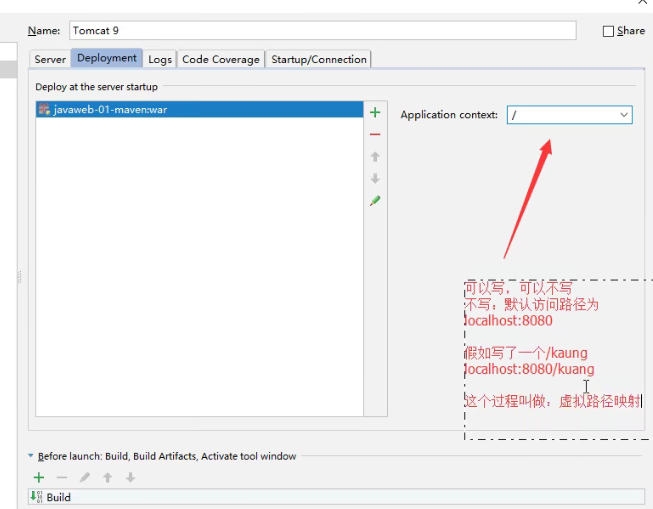 Name: Tomcat 9
Share
Server Deployment Logs Code Coverage Startup/Connection
Deploy at the server startup
javaweb-01-maven:war
Application context: /
可以写，可以不写
不写：默认访问路径为
localhost:8080
假如写了一个/kaung
localhost:8080/kuang
这个过程叫做：虚拟路径映射
Before launch: Build, Build Artifacts, Activate tool window
Build